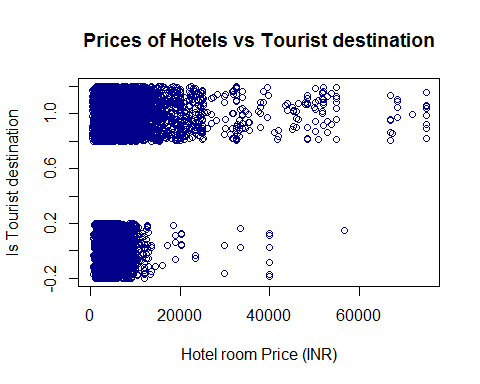 Prices of Hotels vs Tourist destination
Is Tourist destination
1.0
0.6
0.2
-0.2
0 20000 40000 60000
Hotel room Price (INR)